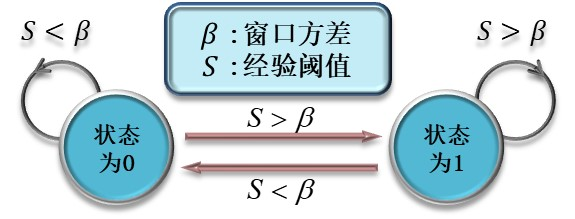 S < β
β : 窗口方差
S : 经验阈值
S > β
状态
为0
S > β
S < β
状态
为1